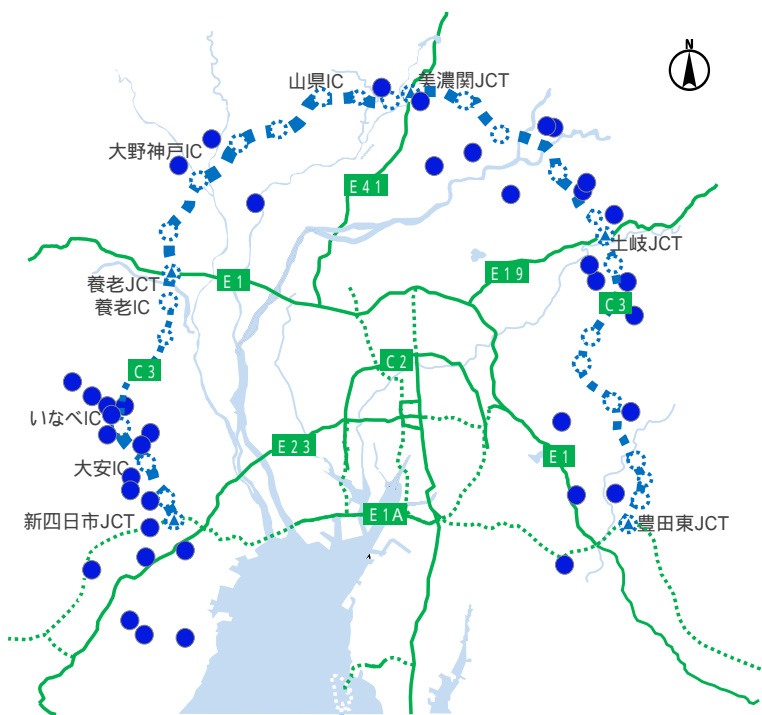 N
山県IC
美濃関JCT
大野神戸IC
E41
土岐JCT
E19
養老JCT
養老IC
E1
C3
C3
C2
いなべIC
E23
E1
大安IC
新四日市JCT
E1A
豊田東JCT